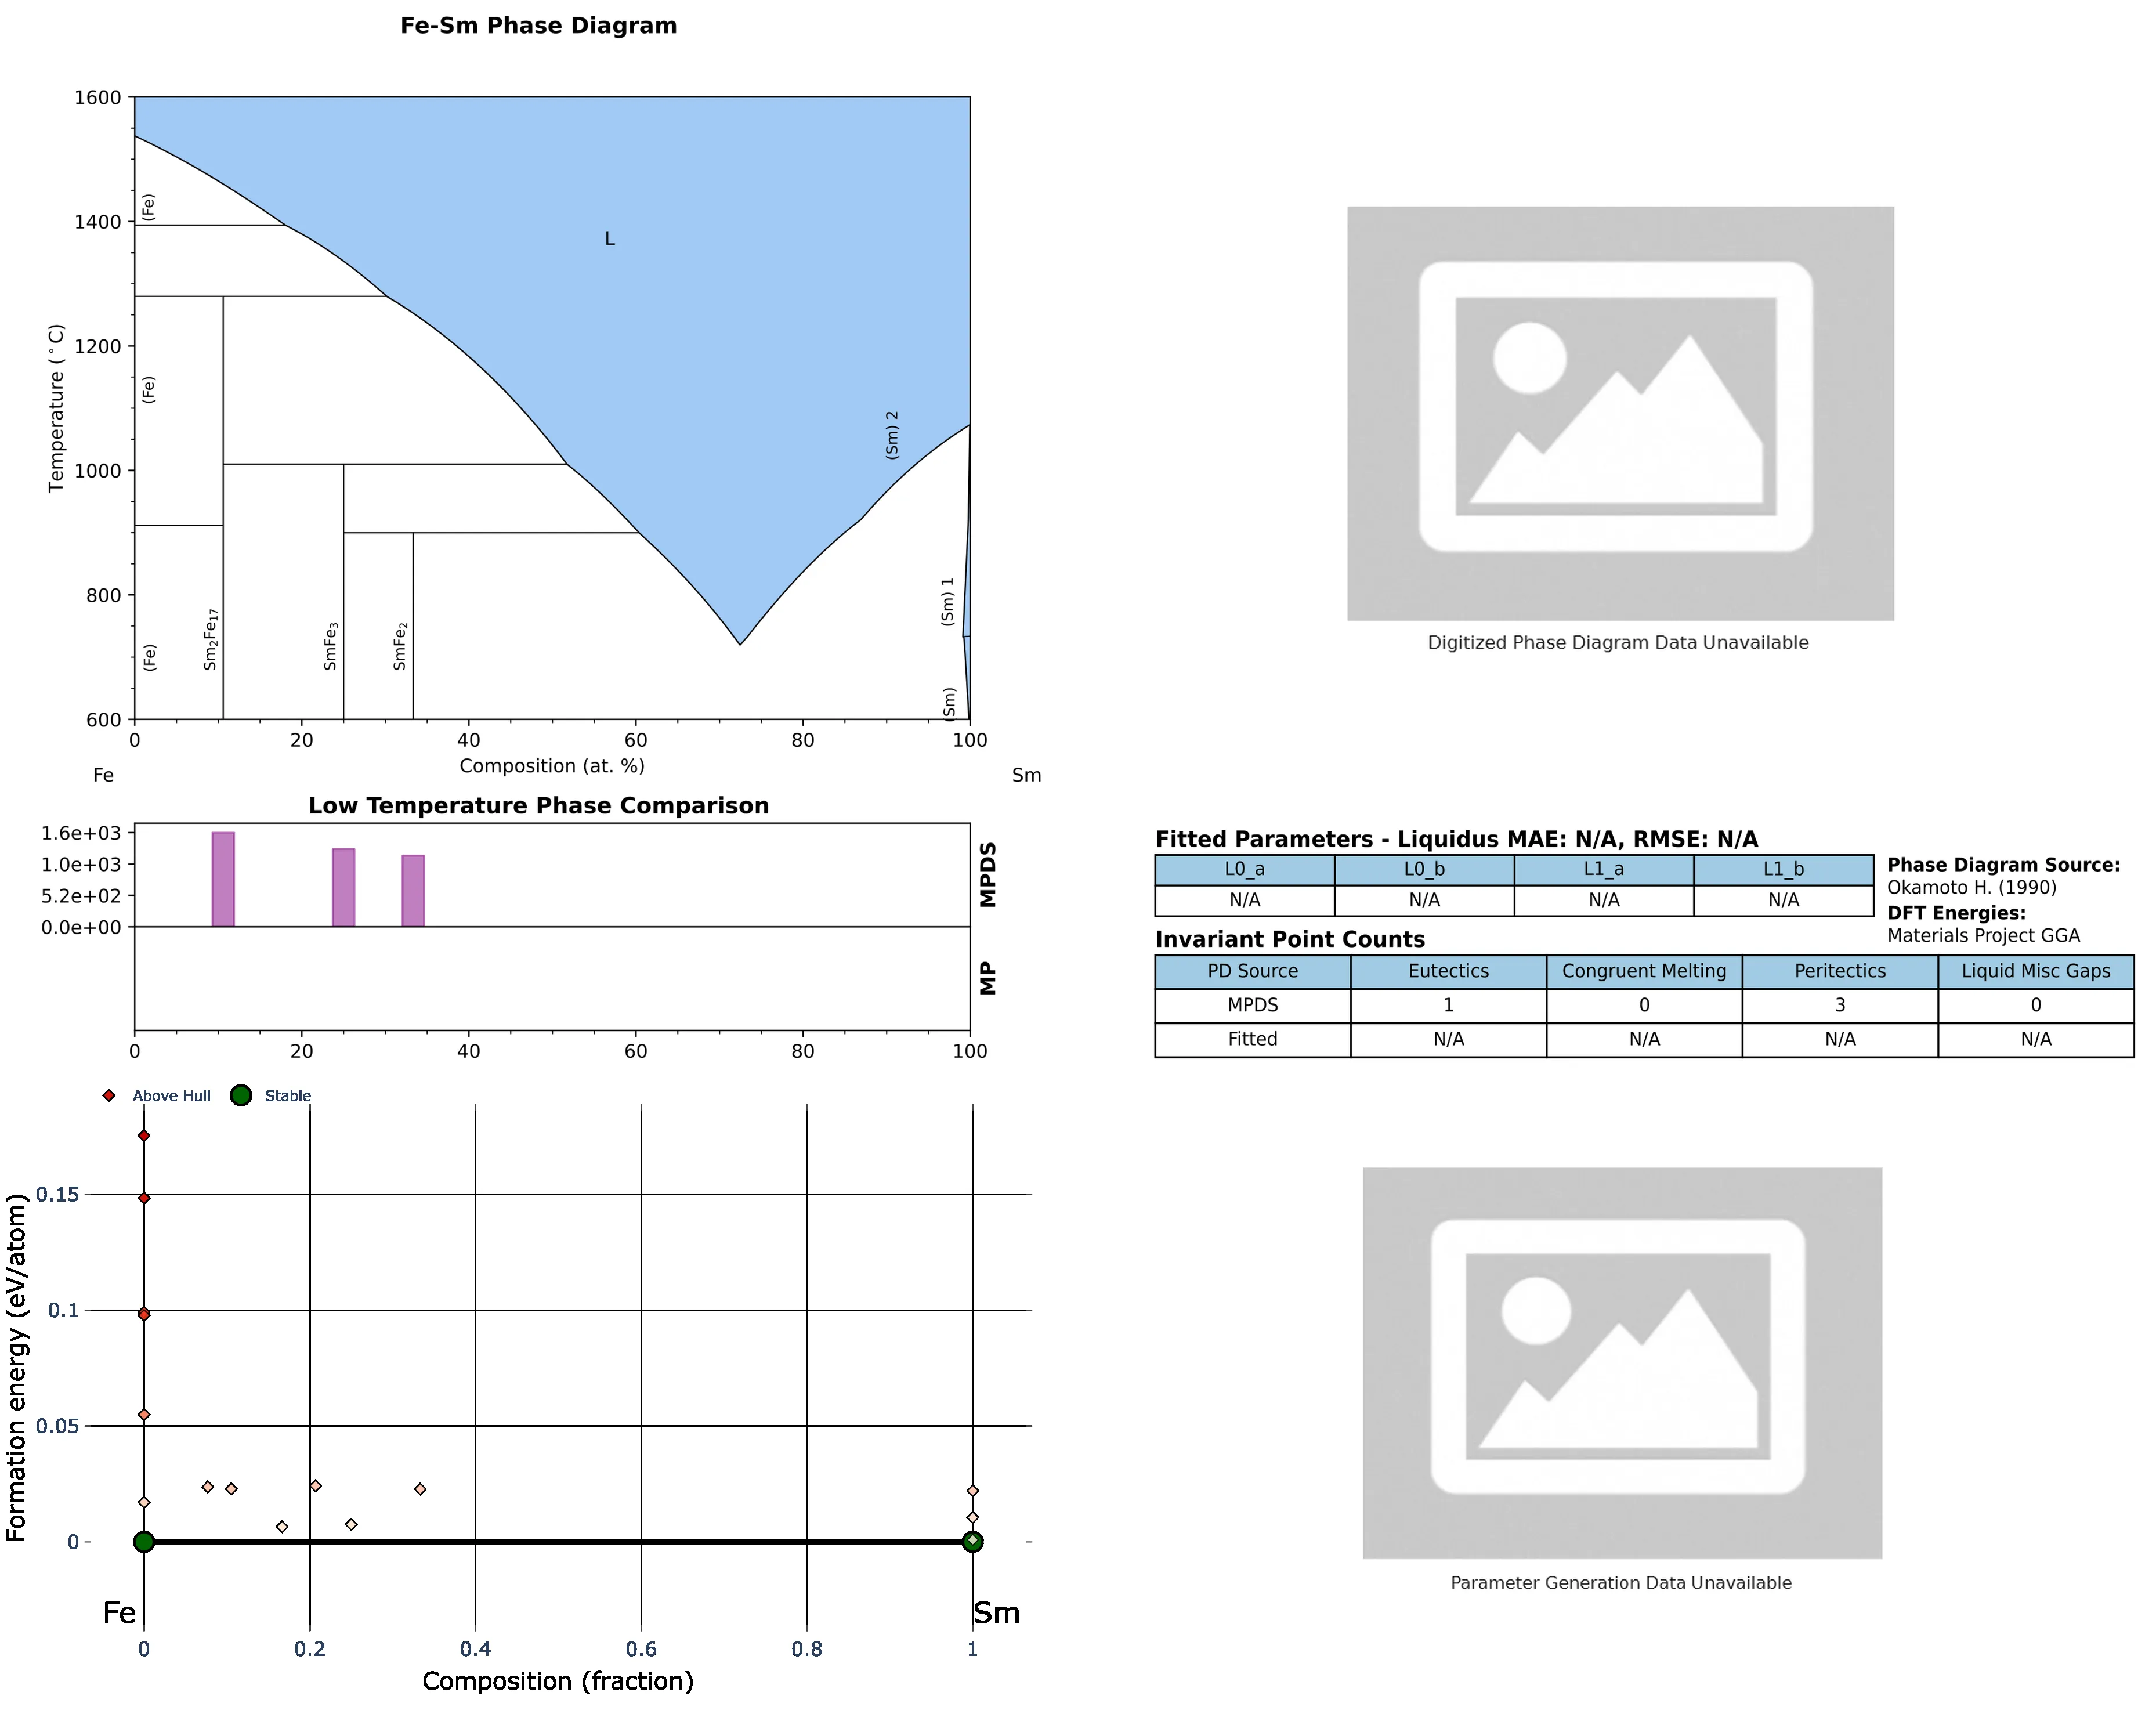 Fe-Sm Phase Diagram
1600
1400
1200
1000
800
600
Temperature (°C)
(Fe)
(Fe)
(Fe)
Sm₂Fe₁₇
SmFe₃
SmFe₂
L
(Sm) 2
(Sm) 1
(Sm)
0 20 40 60 80 100
Composition (at. %)
Fe Sm
Digitized Phase Diagram Data Unavailable
Low Temperature Phase Comparison
1.6e+03
1.0e+03
5.2e+02
0.0e+00
MPDS
MP
0 20 40 60 80 100
Fitted Parameters - Liquidus MAE: N/A, RMSE: N/A
L0_a L0_b L1_a L1_b
N/A N/A N/A N/A
Phase Diagram Source:
Okamoto H. (1990)
DFT Energies:
Materials Project GGA
Invariant Point Counts
PD Source Eutectics Congruent Melting Peritectics Liquid Misc Gaps
MPDS 1 0 3 0
Fitted N/A N/A N/A N/A
Above Hull Stable
0.15
0.1
0.05
0
Formation energy (eV/atom)
Fe Sm
0 0.2 0.4 0.6 0.8 1
Composition (fraction)
Parameter Generation Data Unavailable